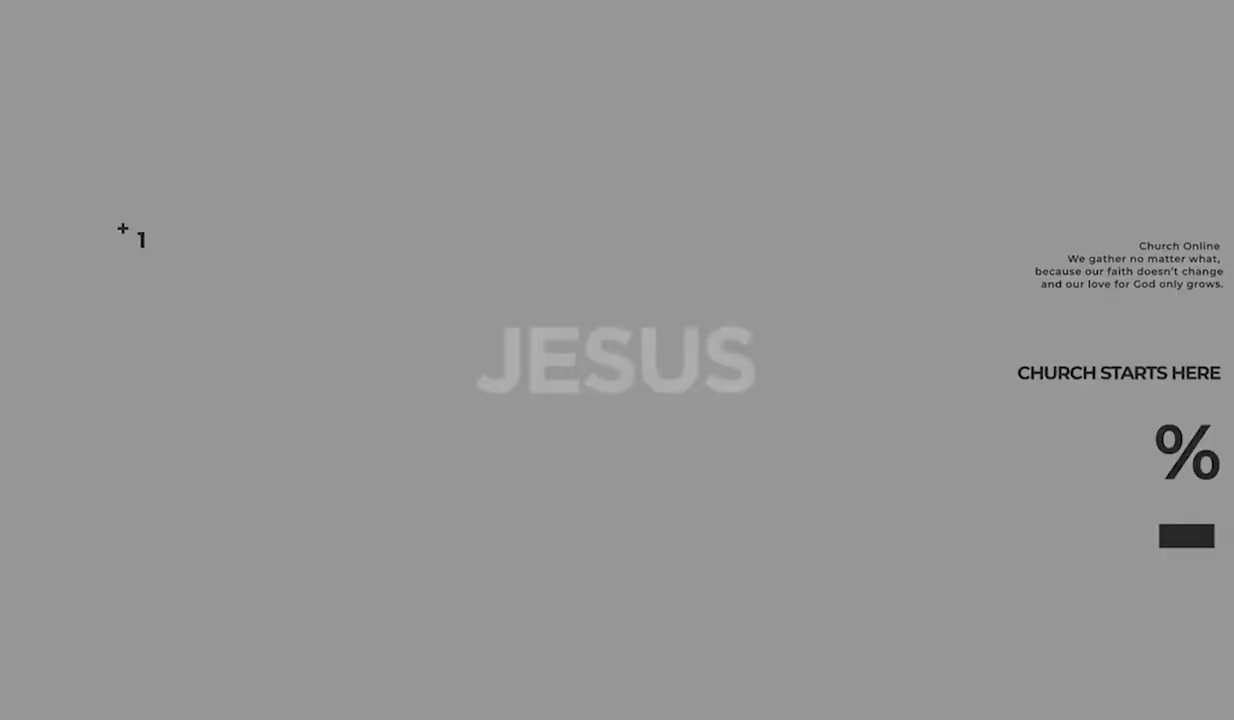 + 1
Church Online
We gather no matter what,
because our faith doesn't change
and our love for God only grows.
JESUS
CHURCH STARTS HERE
%